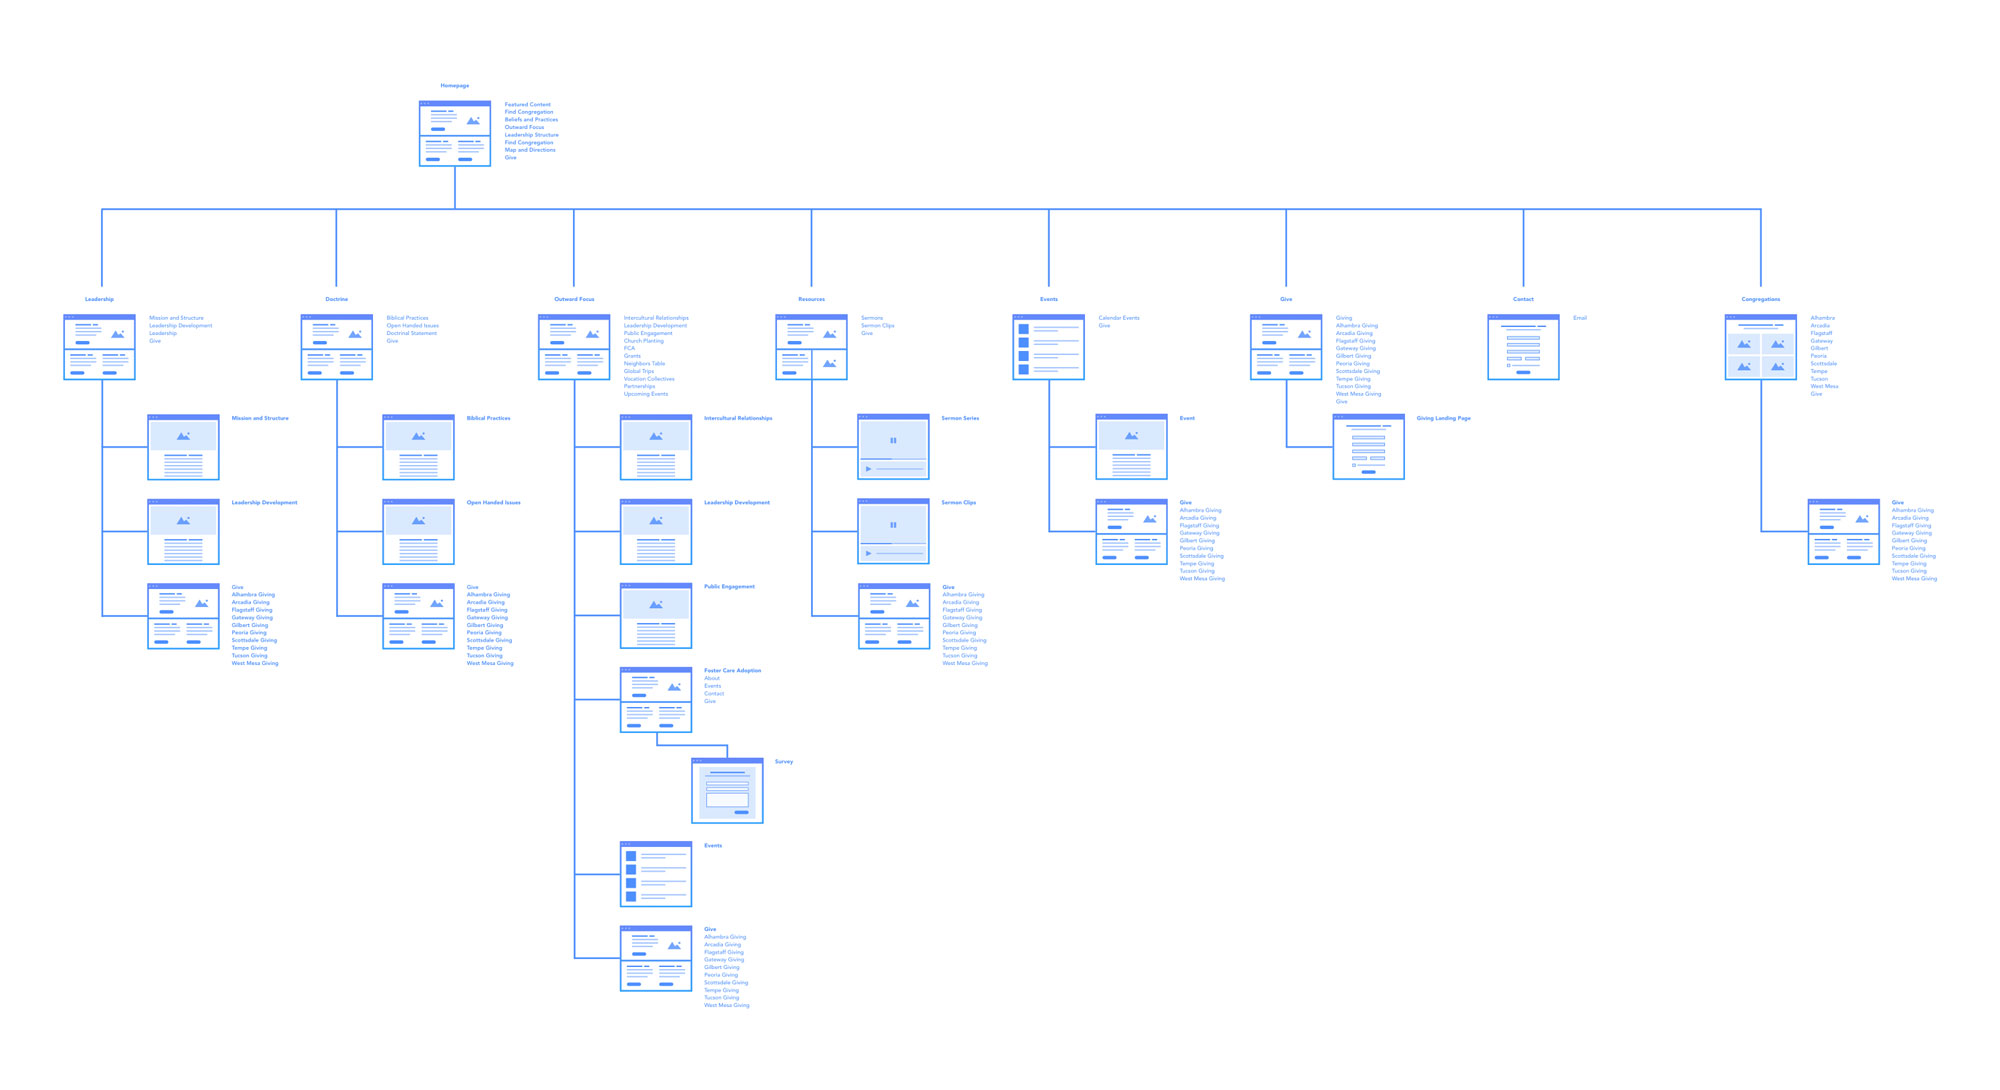 Homepage
Featured Content
Find Congregation
Beliefs and Practices
Outward Focus
Leadership Structure
Find Congregation
Map and Directions
Give
Leadership
Mission and Structure
Leadership Development
Leadership
Give
Doctrine
Biblical Practices
Open Handed Issues
Doctrinal Statement
Give
Outward Focus
Intercultural Relationships
Leadership Development
Public Engagement
Church Planting
FCA
Grants
Neighbors Table
Global Trips
Vocation Collectives
Partnerships
Upcoming Events
Resources
Sermons
Sermon Clips
Give
Events
Calendar Events
Give
Give
Giving
Alhambra Giving
Arcadia Giving
Flagstaff Giving
Gateway Giving
Gilbert Giving
Peoria Giving
Scottsdale Giving
Tempe Giving
Tucson Giving
West Mesa Giving
Give
Contact
Email
Congregations
Alhambra
Arcadia
Flagstaff
Gateway
Gilbert
Peoria
Scottsdale
Tempe
Tucson
West Mesa
Give
Mission and Structure
Leadership Development
Give
Alhambra Giving
Arcadia Giving
Flagstaff Giving
Gateway Giving
Gilbert Giving
Peoria Giving
Scottsdale Giving
Tempe Giving
Tucson Giving
West Mesa Giving
Biblical Practices
Open Handed Issues
Give
Alhambra Giving
Arcadia Giving
Flagstaff Giving
Gateway Giving
Gilbert Giving
Peoria Giving
Scottsdale Giving
Tempe Giving
Tucson Giving
West Mesa Giving
Intercultural Relationships
Leadership Development
Public Engagement
Foster Care Adoption
About
Events
Contact
Give
Survey
Events
Give
Alhambra Giving
Arcadia Giving
Flagstaff Giving
Gateway Giving
Gilbert Giving
Peoria Giving
Scottsdale Giving
Tempe Giving
Tucson Giving
West Mesa Giving
Sermon Series
Sermon Clips
Give
Alhambra Giving
Arcadia Giving
Flagstaff Giving
Gateway Giving
Gilbert Giving
Peoria Giving
Scottsdale Giving
Tempe Giving
Tucson Giving
West Mesa Giving
Event
Give
Alhambra Giving
Arcadia Giving
Flagstaff Giving
Gateway Giving
Gilbert Giving
Peoria Giving
Scottsdale Giving
Tempe Giving
Tucson Giving
West Mesa Giving
Giving Landing Page
Give
Alhambra Giving
Arcadia Giving
Flagstaff Giving
Gateway Giving
Gilbert Giving
Peoria Giving
Scottsdale Giving
Tempe Giving
Tucson Giving
West Mesa Giving